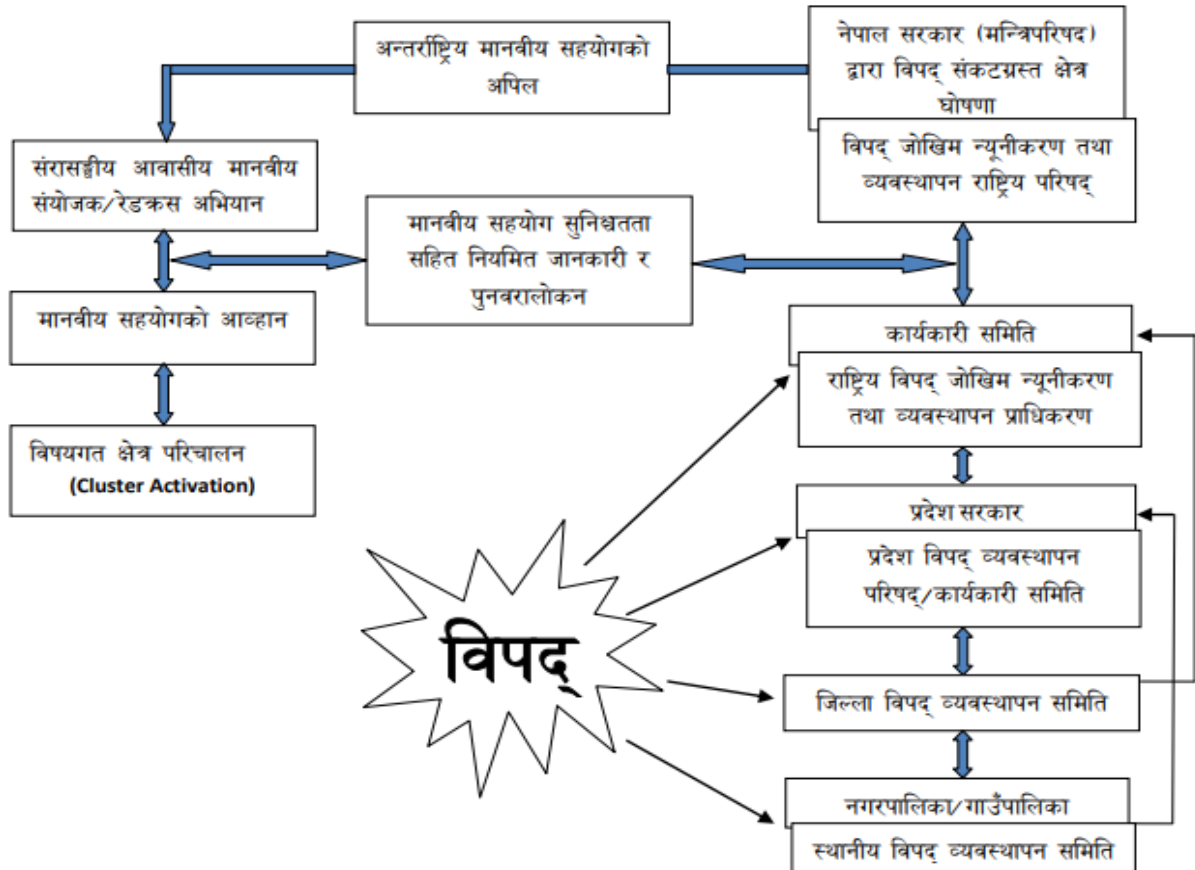 अन्तर्राष्ट्रिय मानवीय सहयोगको
अपिल
नेपाल सरकार (मन्त्रिपरिषद)
द्वारा विपद् संकटग्रस्त क्षेत्र
घोषणा
विपद् जोखिम न्यूनीकरण तथा
व्यवस्थापन राष्ट्रिय परिषद्
संरासङ्घीय आवासीय मानवीय
संयोजक/रेडक्रस अभियान
मानवीय सहयोग सुनिश्चतता
सहित नियमित जानकारी र
पुनवरालोकन
मानवीय सहयोगको आव्हान
विषयगत क्षेत्र परिचालन
(Cluster Activation)
कार्यकारी समिति
राष्ट्रिय विपद् जोखिम न्यूनीकरण
तथा व्यवस्थापन प्राधिकरण
प्रदेश सरकार
प्रदेश विपद् व्यवस्थापन
परिषद्/कार्यकारी समिति
विपद्
जिल्ला विपद् व्यवस्थापन समिति
नगरपालिका/गाउँपालिका
स्थानीय विपद् व्यवस्थापन समिति